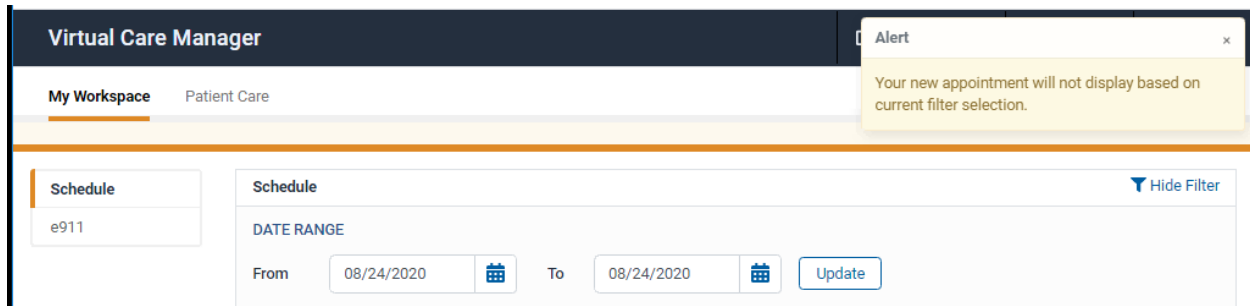 Virtual Care Manager
Alert ×
Your new appointment will not display based on
current filter selection.
My Workspace Patient Care
Schedule
e911
Schedule Hide Filter
DATE RANGE
From 08/24/2020 To 08/24/2020 Update